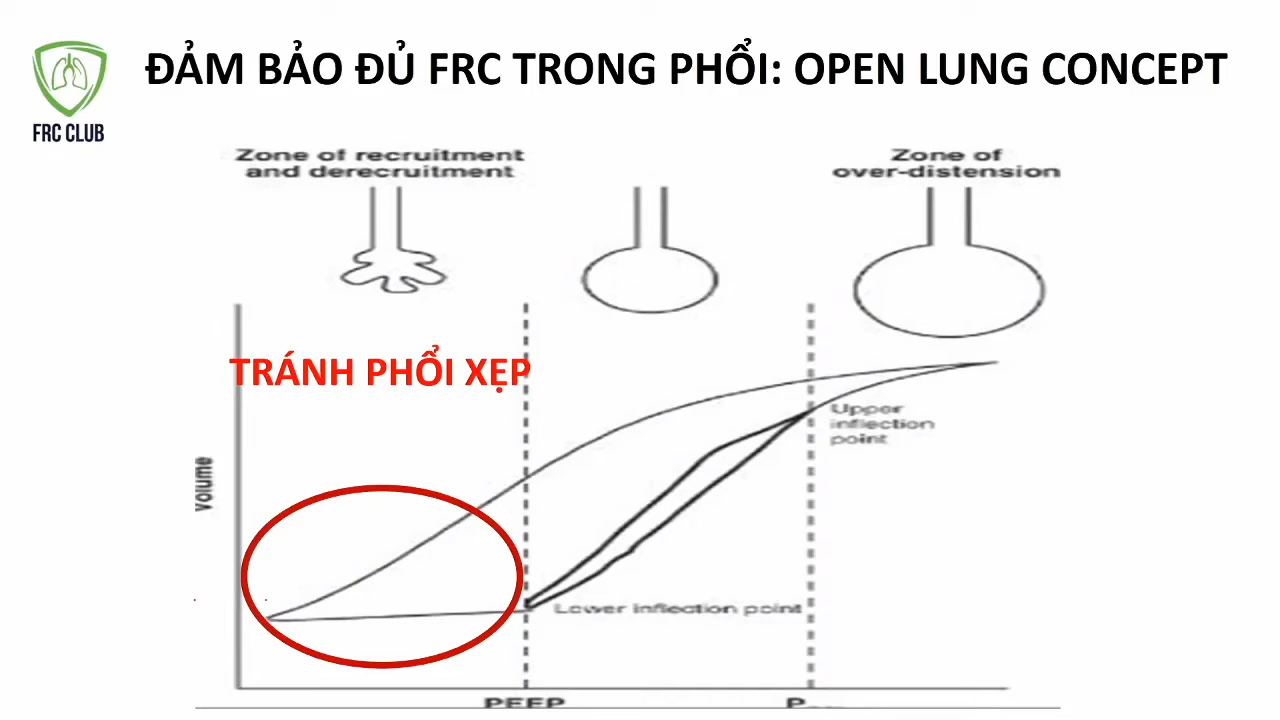 ĐẢM BẢO ĐỦ FRC TRONG PHỔI: OPEN LUNG CONCEPT
FRC CLUB
Zone of recruitment
and derecruitment
Zone of
over-distension
TRÁNH PHỔI XẸP
Upper
inflection
point
Volume
Lower inflection point
PEEP